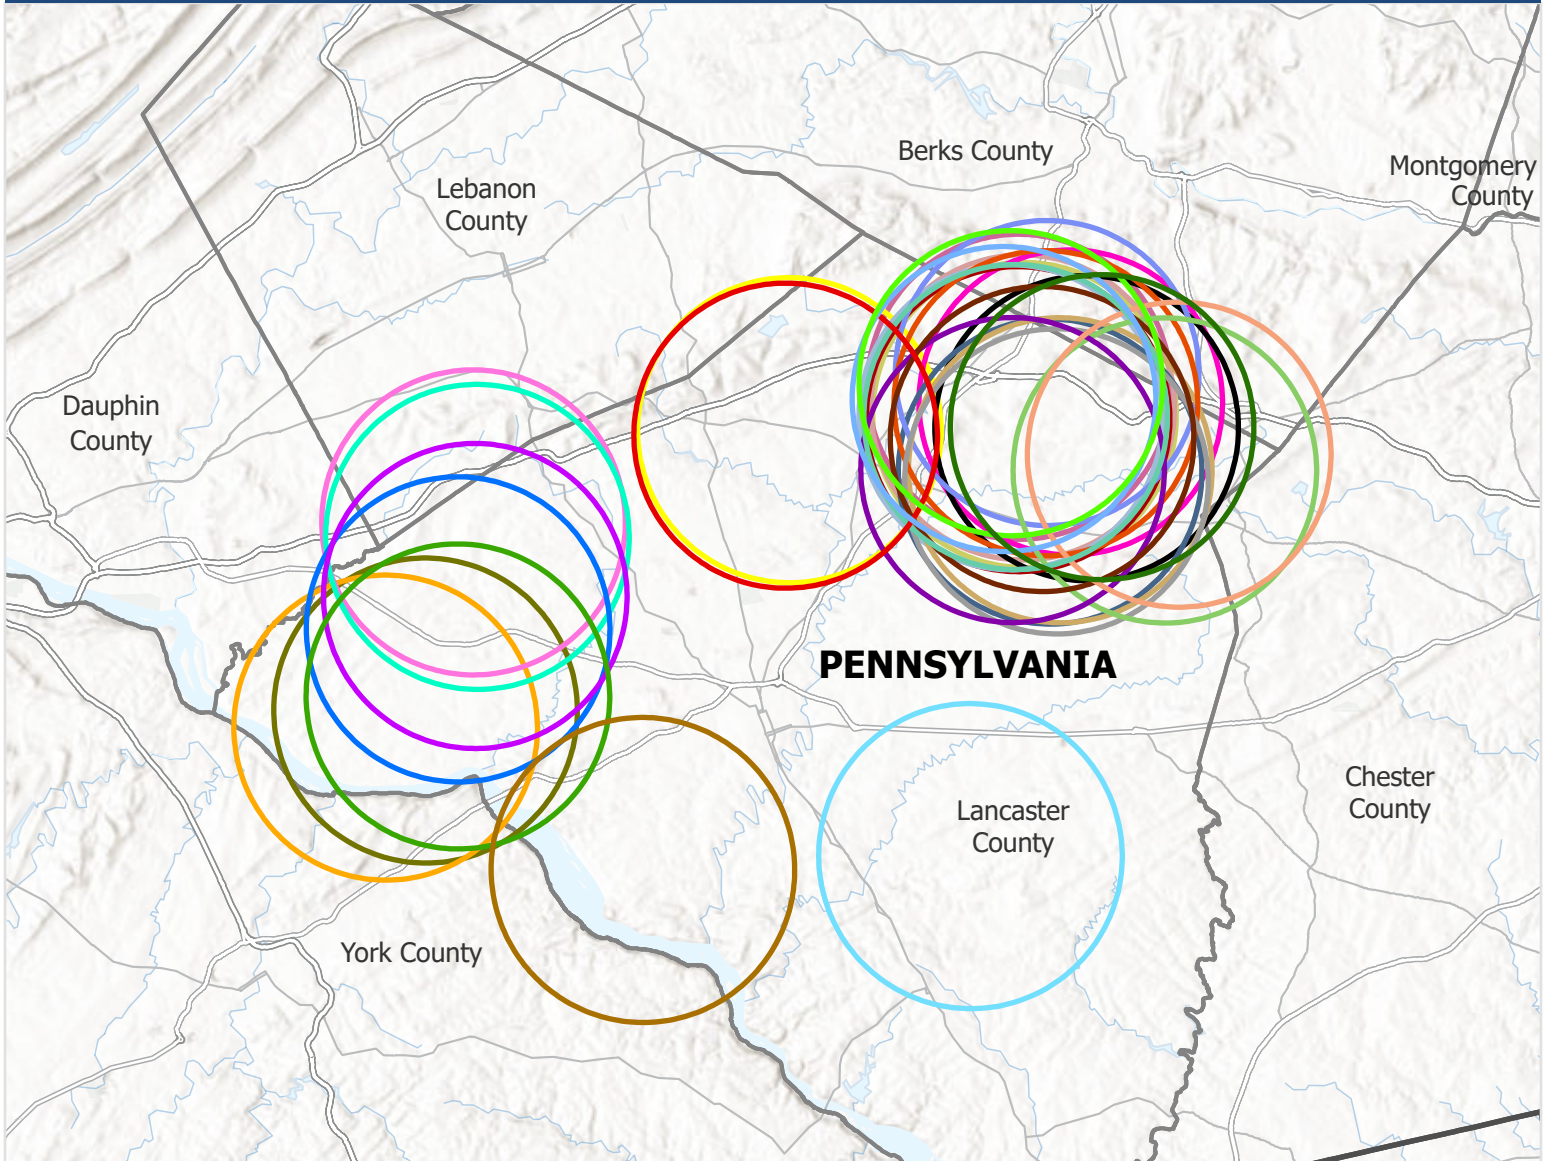 Berks County
Montgomery
County
Lebanon
County
Dauphin
County
PENNSYLVANIA
Chester
County
Lancaster
County
York County